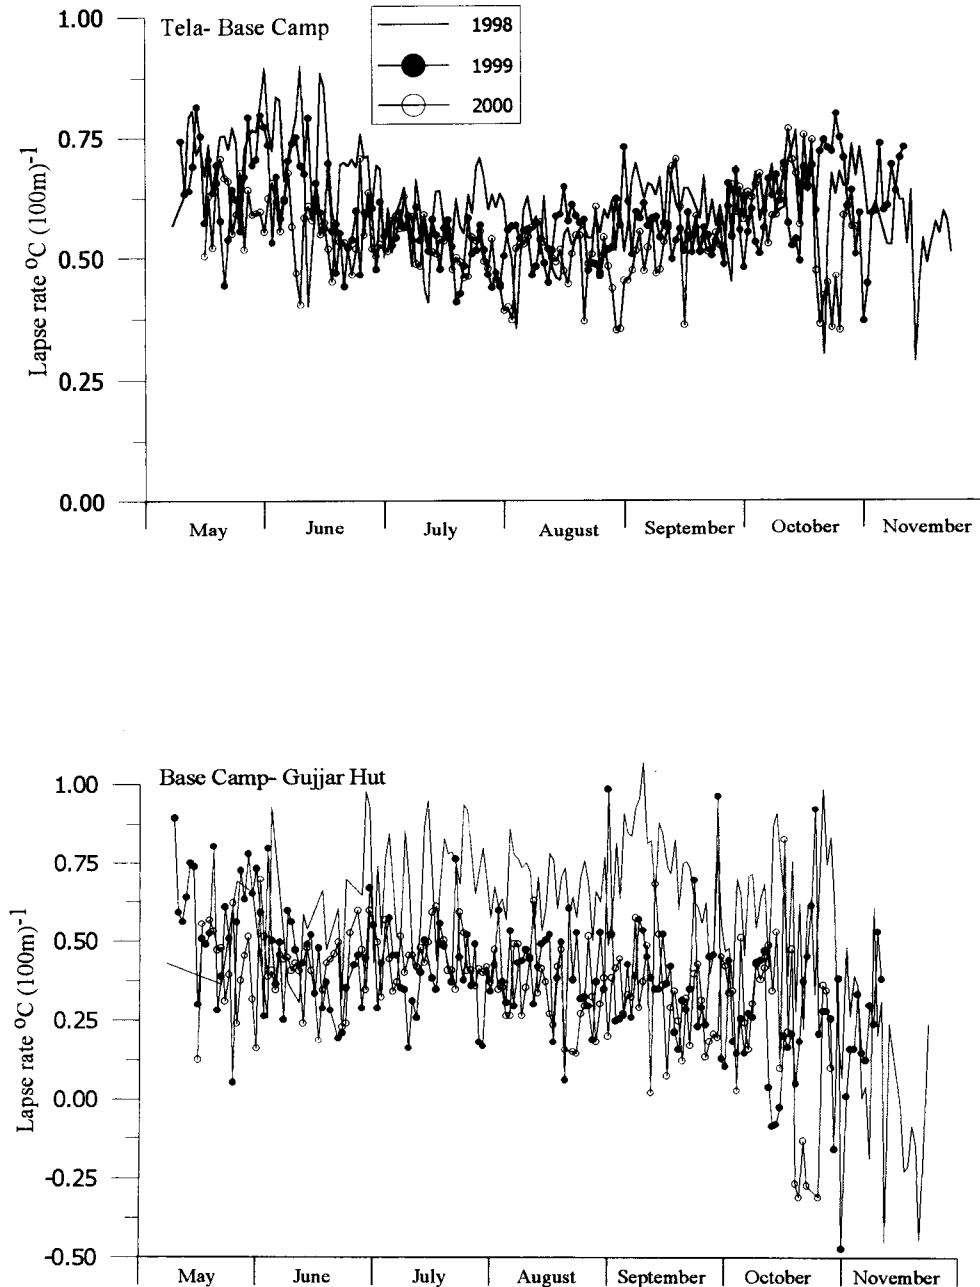 1.00
Tela- Base Camp
1998
1999
2000
0.75
0.50
0.25
0.00
Lapse rate °C (100m)-1
May June July August September October November
1.00
Base Camp- Gujjar Hut
0.75
0.50
0.25
0.00
-0.25
-0.50
Lapse rate °C (100m)-1
May June July August September October November